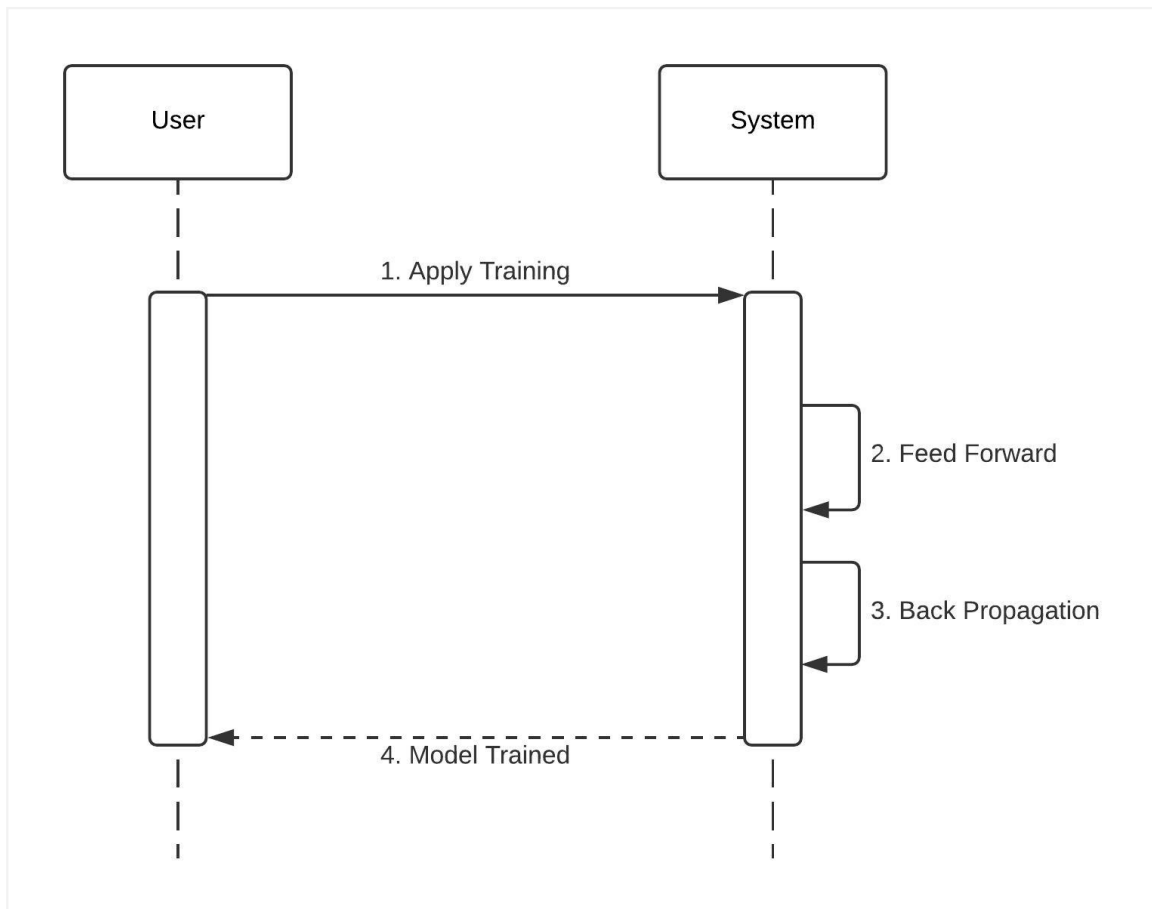 User
System
1. Apply Training
2. Feed Forward
3. Back Propagation
4. Model Trained